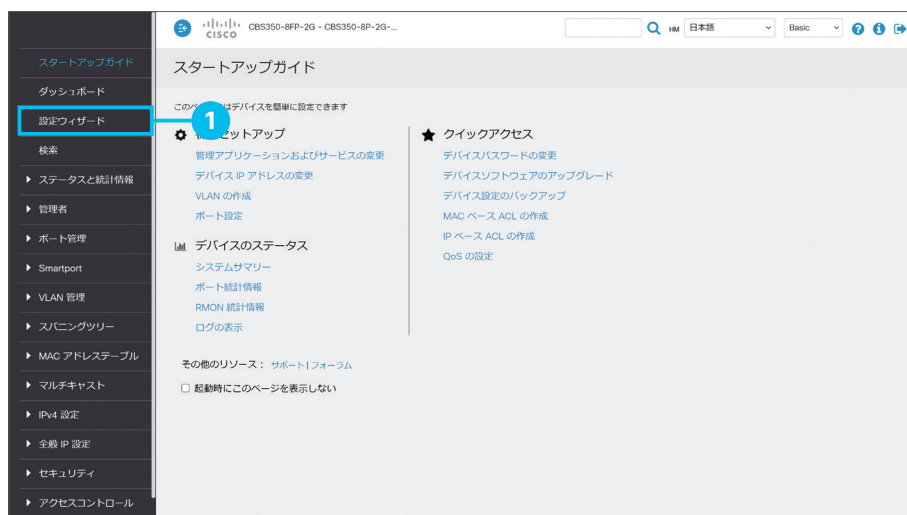 CISCO
CBS350-8FP-2G - CBS350-8P-2G-...
HM
日本語
Basic
スタートアップガイド
ダッシュボード
設定ウィザード
検索
ステータスと統計情報
管理者
ポート管理
Smartport
VLAN 管理
スパニングツリー
MAC アドレステーブル
マルチキャスト
IPv4 設定
全般 IP 設定
セキュリティ
アクセスコントロール
1
スタートアップガイド
はデバイスを簡単に設定できます
セットアップ
管理アプリケーションおよびサービスの変更
デバイス IP アドレスの変更
VLAN の作成
ポート設定
デバイスのステータス
システムサマリー
ポート統計情報
RMON 統計情報
ログの表示
クイックアクセス
デバイスパスワードの変更
デバイスソフトウェアのアップグレード
デバイス設定のバックアップ
MAC ベース ACL の作成
IP ベース ACL の作成
QoS の設定
その他のリソース： サポート | フォーラム
起動時にこのページを表示しない